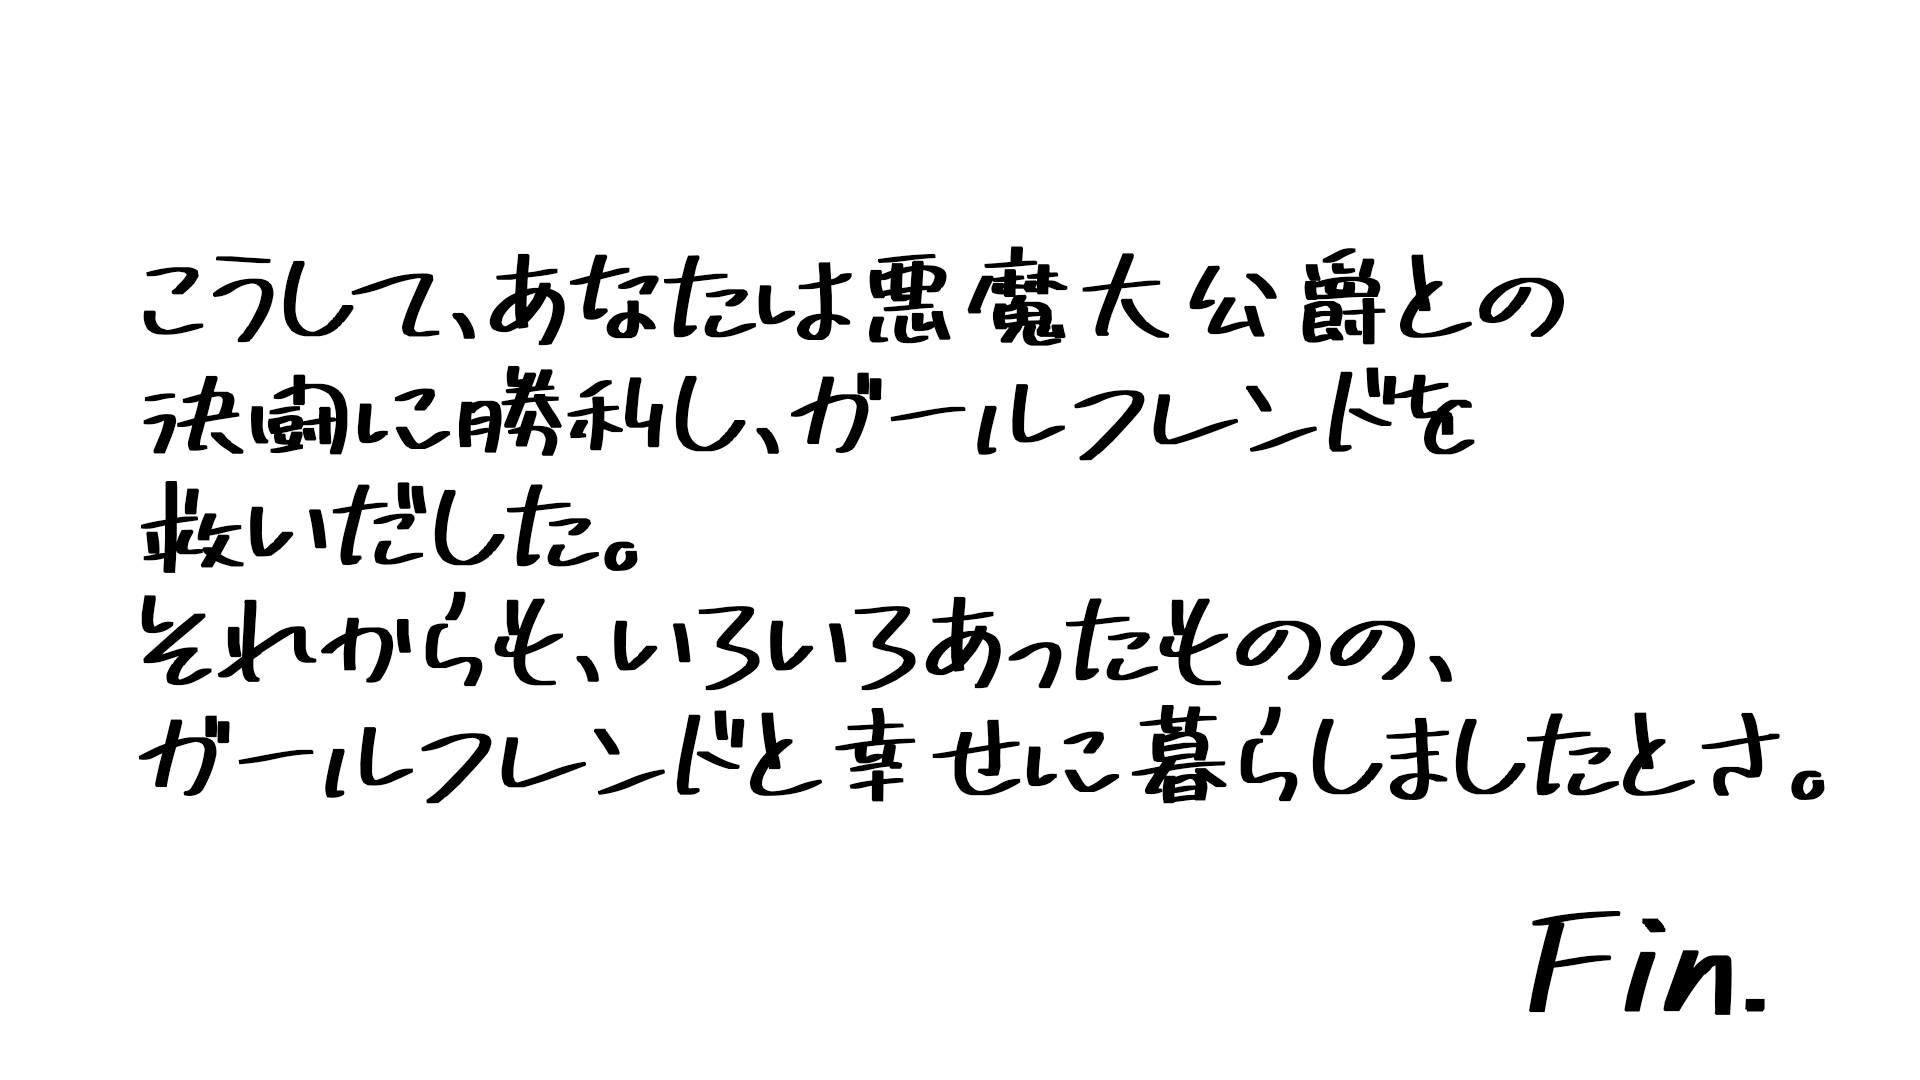 こうして、あなたは悪魔大公爵との
決闘に勝利し、ガールフレンドを
救いだした。
それからも、いろいろあったものの、
ガールフレンドと幸せに暮らしましたとさ。
Fin.